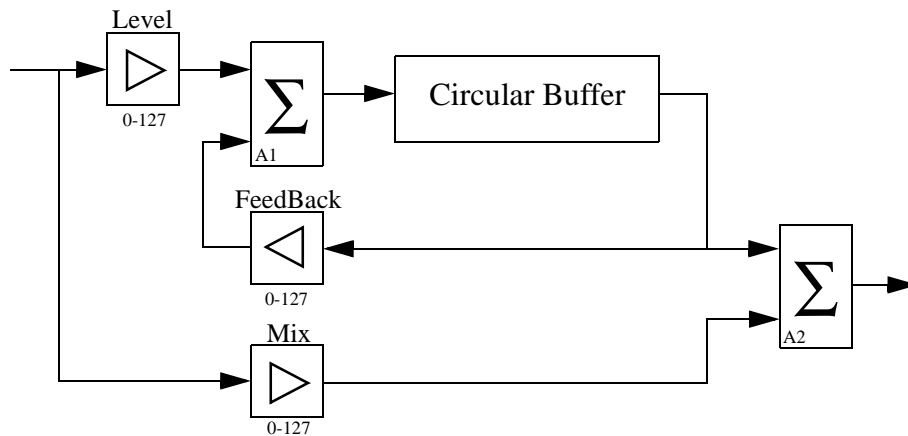 Level
0-127
Σ
A1
Circular Buffer
FeedBack
0-127
Σ
A2
Mix
0-127